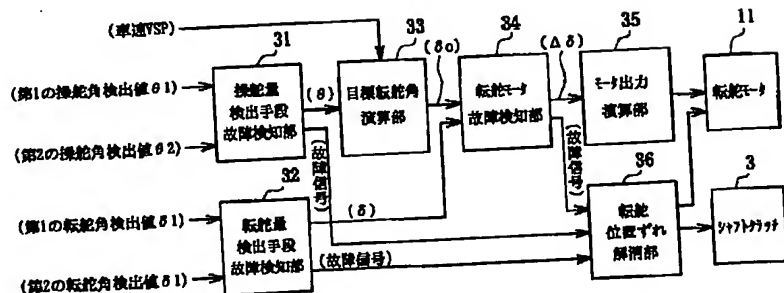 (車速VSP)
31
33
34
35
11
(第1の操舵角検出値θ1)
(第2の操舵角検出値θ2)
操舵量
検出手段
故障検知部
(θ)
目標転舵角
演算部
(δo)
転舵モータ
故障検知部
(Δδ)
モータ出力
演算部
転舵モータ
(故障信号)
(故障信号)
32
36
3
(第1の転舵角検出値δ1)
(第2の転舵角検出値δ1)
転舵量
検出手段
故障検知部
(δ)
(故障信号)
転舵
位置ずれ
解消部
シャフトクラッチ